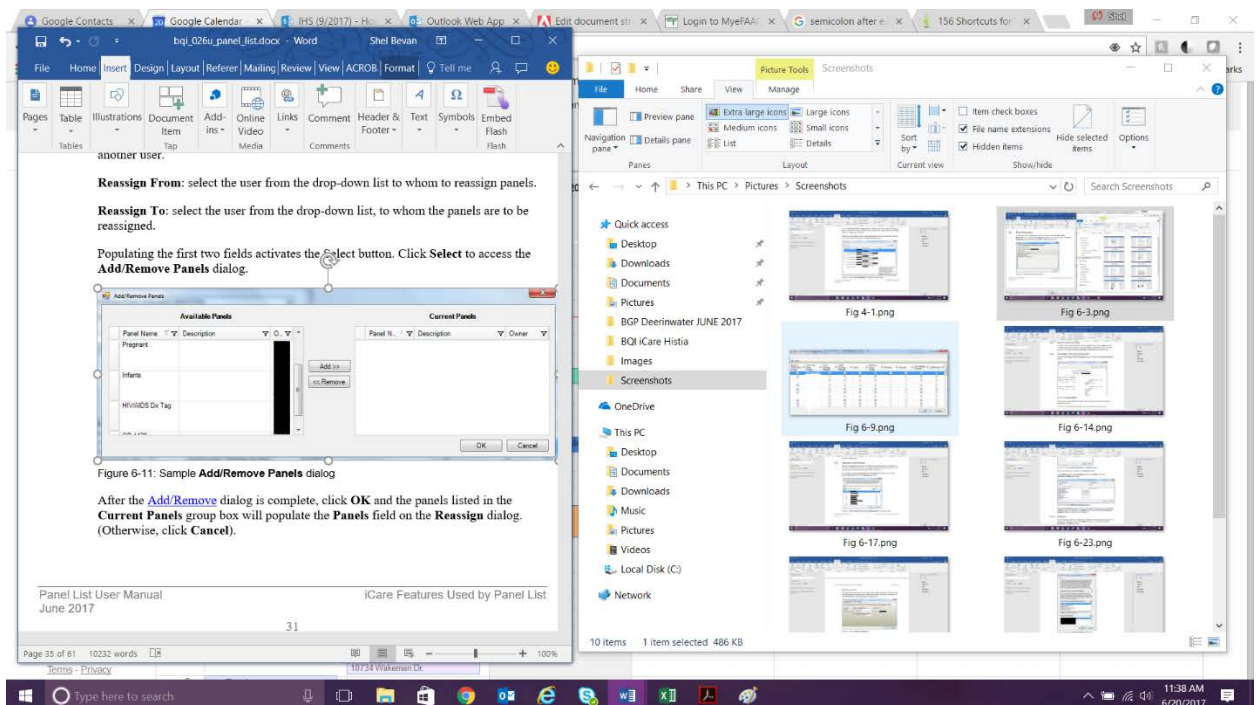 Google Contacts
Google Calendar
IHS (9/2017) - Ho
Outlook Web App
Edit document str
Login to MyeFAA
semicolon after e
156 Shortcuts for
Shel
bqi_026u_panel_list.docx - Word
Shel Bevan
File
Home
Insert
Design
Layout
Referer
Mailing
Review
View
ACROB
Format
Tell me
Pages
Table
Illustrations
Document Item
Add-ins
Online Video
Links
Comment
Header & Footer
Text
Symbols
Embed Flash
Tables
Tap
Media
Comments
Flash
another user.
Reassign From: select the user from the drop-down list to whom to reassign panels.
Reassign To: select the user from the drop-down list, to whom the panels are to be
reassigned.
Populating the first two fields activates the Select button. Click Select to access the
Add/Remove Panels dialog.
Add/Remove Panels
Available Panels
Current Panels
Panel Name
Description
O..
Panel N..
Description
Owner
Pregnant
Infants
HIV/AIDS Dx Tag
Add >>
<< Remove
OK
Cancel
Figure 6-11: Sample Add/Remove Panels dialog
After the Add/Remove dialog is complete, click OK and the panels listed in the
Current Panels group box will populate the Panels field on the Reassign dialog.
(Otherwise, click Cancel).
Panel List User Manual
iCare Features Used by Panel List
June 2017
31
Page 35 of 61
10232 words
100%
Terms - Privacy
10734 Wakeman Dr.
Picture Tools
Screenshots
File
Home
Share
View
Manage
arks
Navigation pane
Preview pane
Details pane
Extra large icons
Large icons
Medium icons
Small icons
List
Details
Sort by
Item check boxes
File name extensions
Hidden items
Hide selected items
Options
Panes
Layout
Current view
Show/hide
This PC > Pictures > Screenshots
Search Screenshots
Quick access
Desktop
Downloads
Documents
Pictures
BGP Deerinwater JUNE 2017
BQI iCare Histia
Images
Screenshots
OneDrive
This PC
Desktop
Documents
Downloads
Music
Pictures
Videos
Local Disk (C:)
Network
Fig 4-1.png
Fig 6-3.png
Fig 6-9.png
Fig 6-14.png
Fig 6-17.png
Fig 6-23.png
10 items
1 item selected 486 KB
Type here to search
11:38 AM
6/20/2017